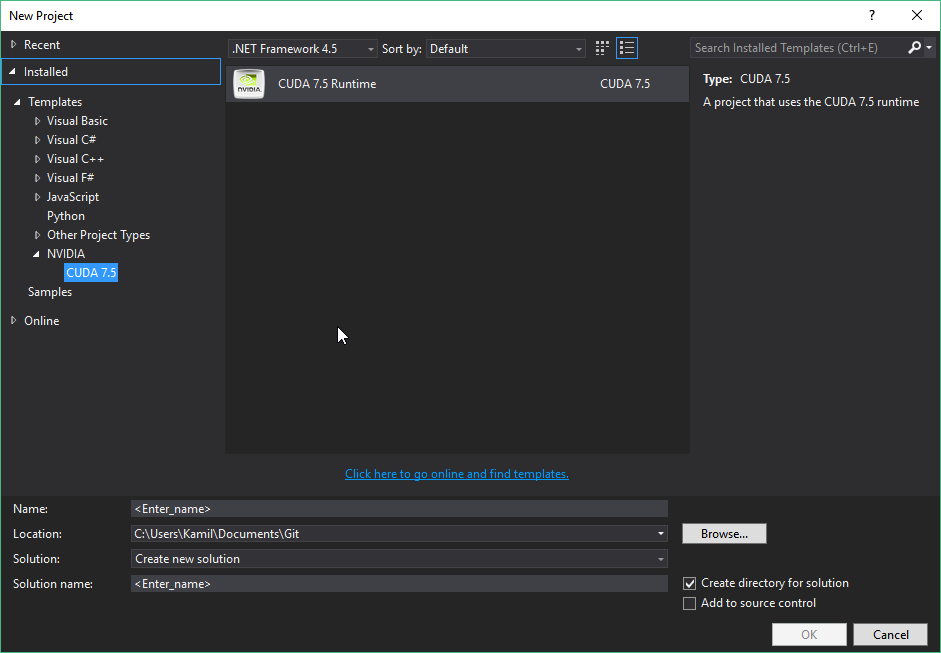 New Project
?
Recent
.NET Framework 4.5 Sort by: Default
Search Installed Templates (Ctrl+E)
Installed
Templates
Visual Basic
Visual C#
Visual C++
Visual F#
JavaScript
Python
Other Project Types
NVIDIA
CUDA 7.5
Samples
Online
NVIDIA.
CUDA 7.5 Runtime CUDA 7.5
Type: CUDA 7.5
A project that uses the CUDA 7.5 runtime
Click here to go online and find templates.
Name: <Enter_name>
Location: C:\Users\Kamil\Documents\Git Browse...
Solution: Create new solution
Solution name: <Enter_name>
Create directory for solution
Add to source control
OK Cancel